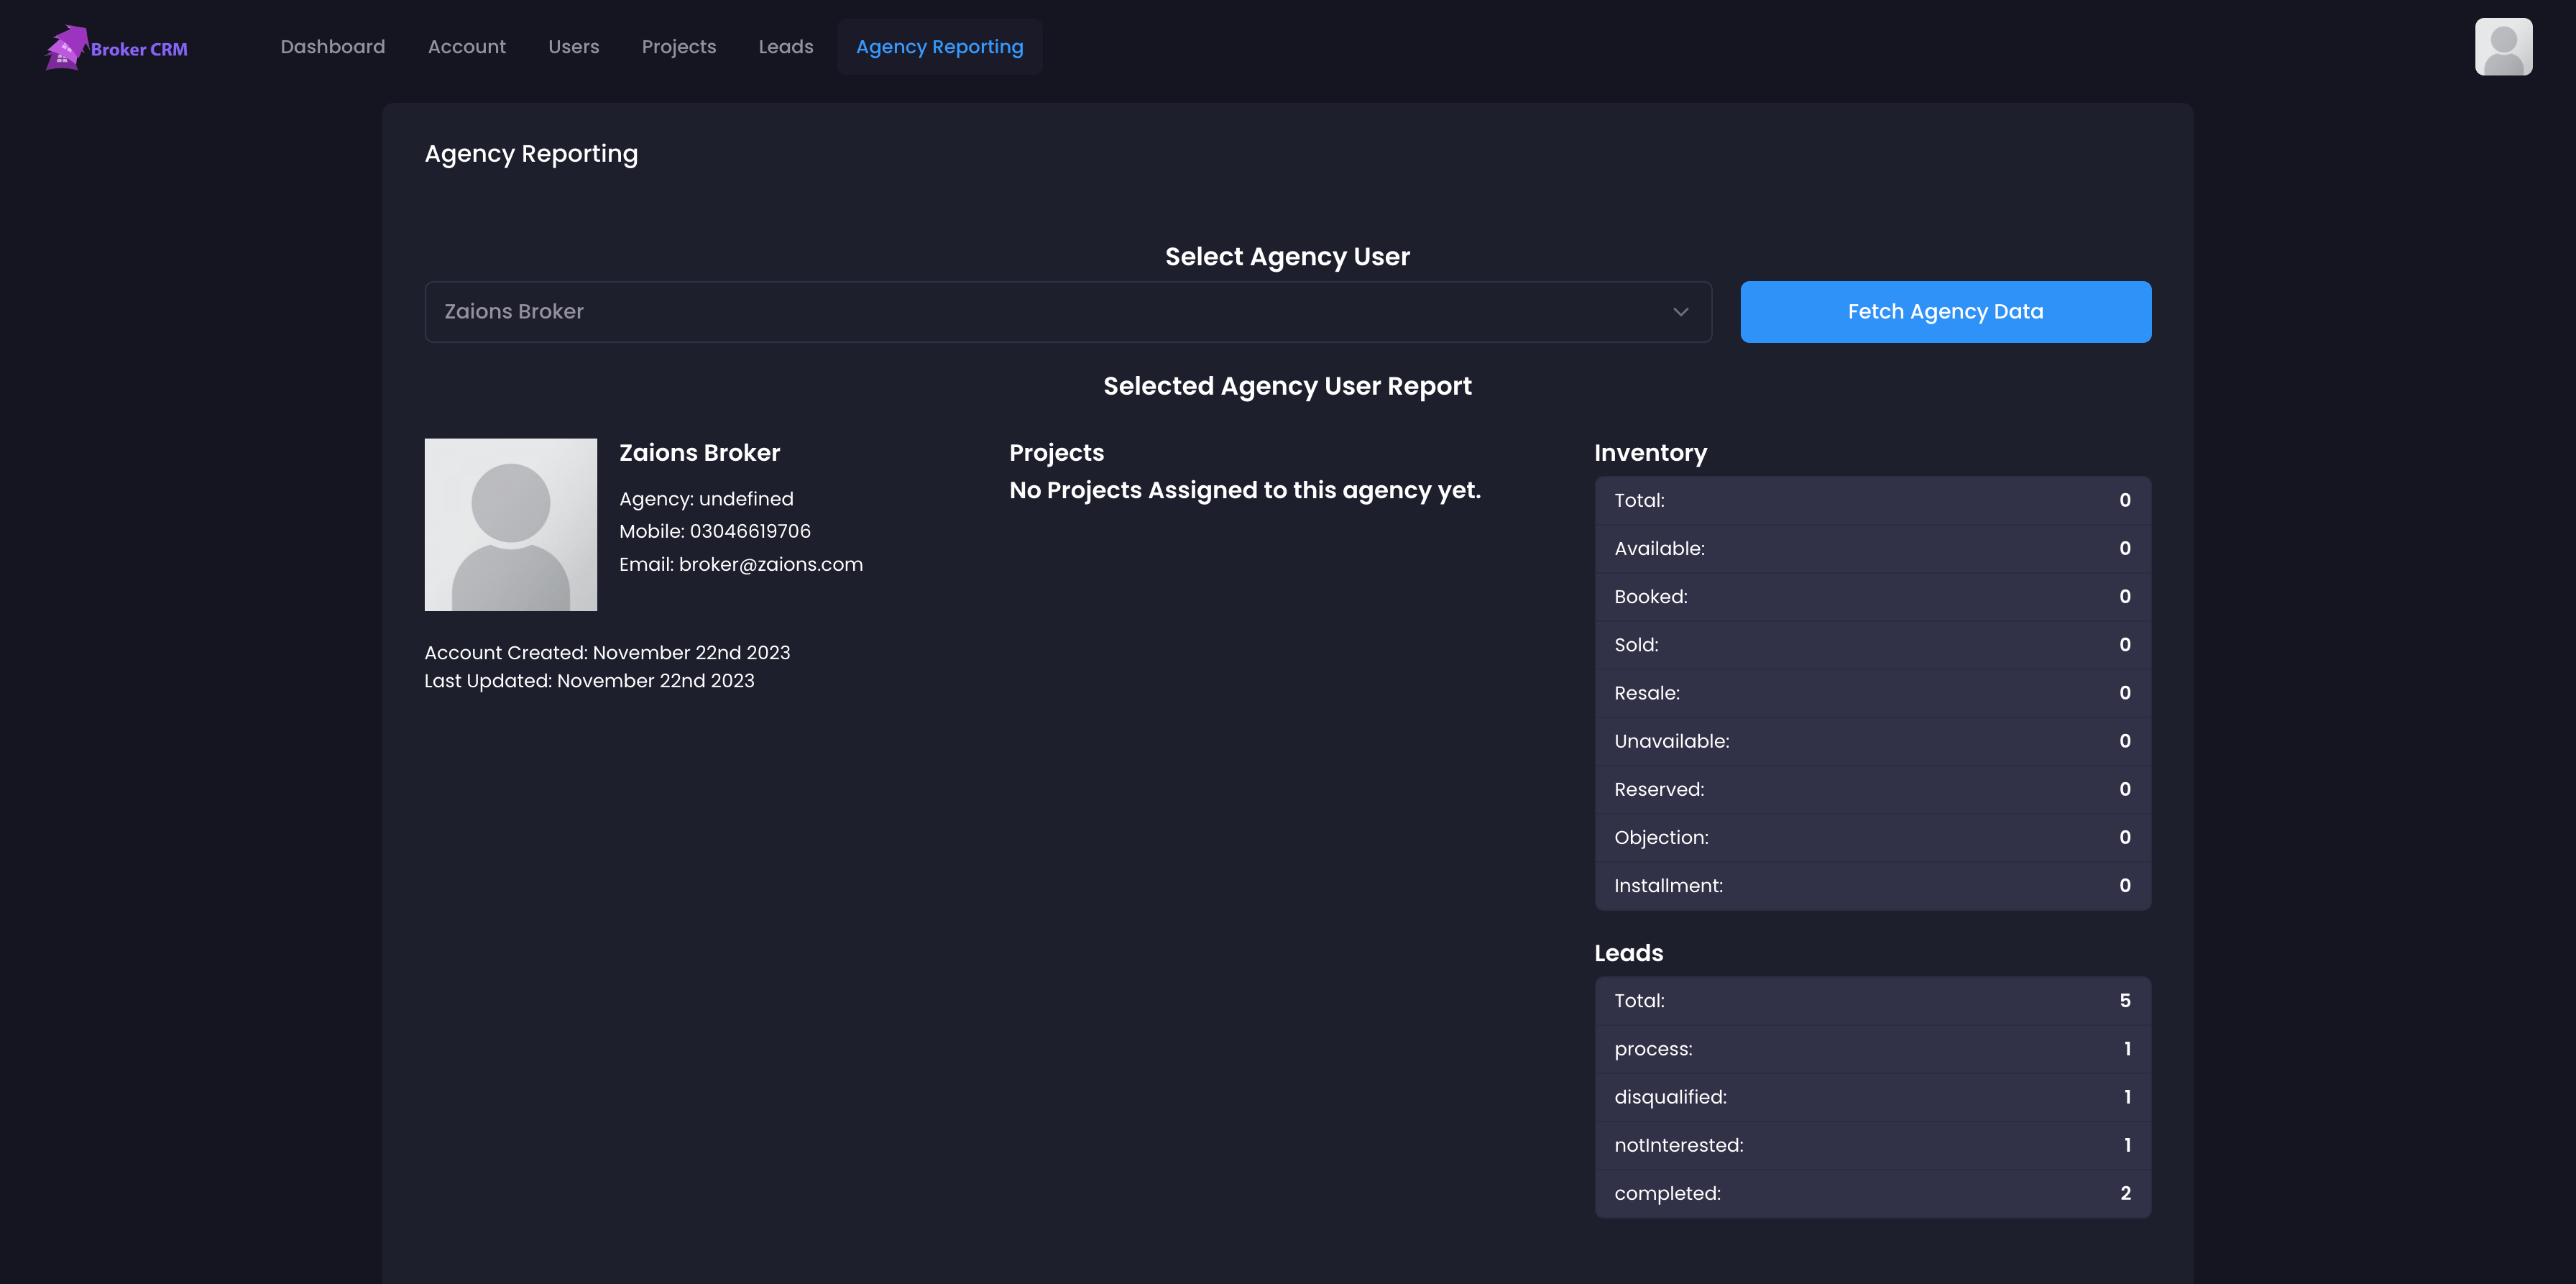 Broker CRM
Dashboard Account Users Projects Leads Agency Reporting
Agency Reporting
Select Agency User
Zaions Broker
Fetch Agency Data
Selected Agency User Report
Zaions Broker
Agency: undefined
Mobile: 03046619706
Email: broker@zaions.com
Account Created: November 22nd 2023
Last Updated: November 22nd 2023
Projects
No Projects Assigned to this agency yet.
Inventory
Total: 0
Available: 0
Booked: 0
Sold: 0
Resale: 0
Unavailable: 0
Reserved: 0
Objection: 0
Installment: 0
Leads
Total: 5
process: 1
disqualified: 1
notInterested: 1
completed: 2